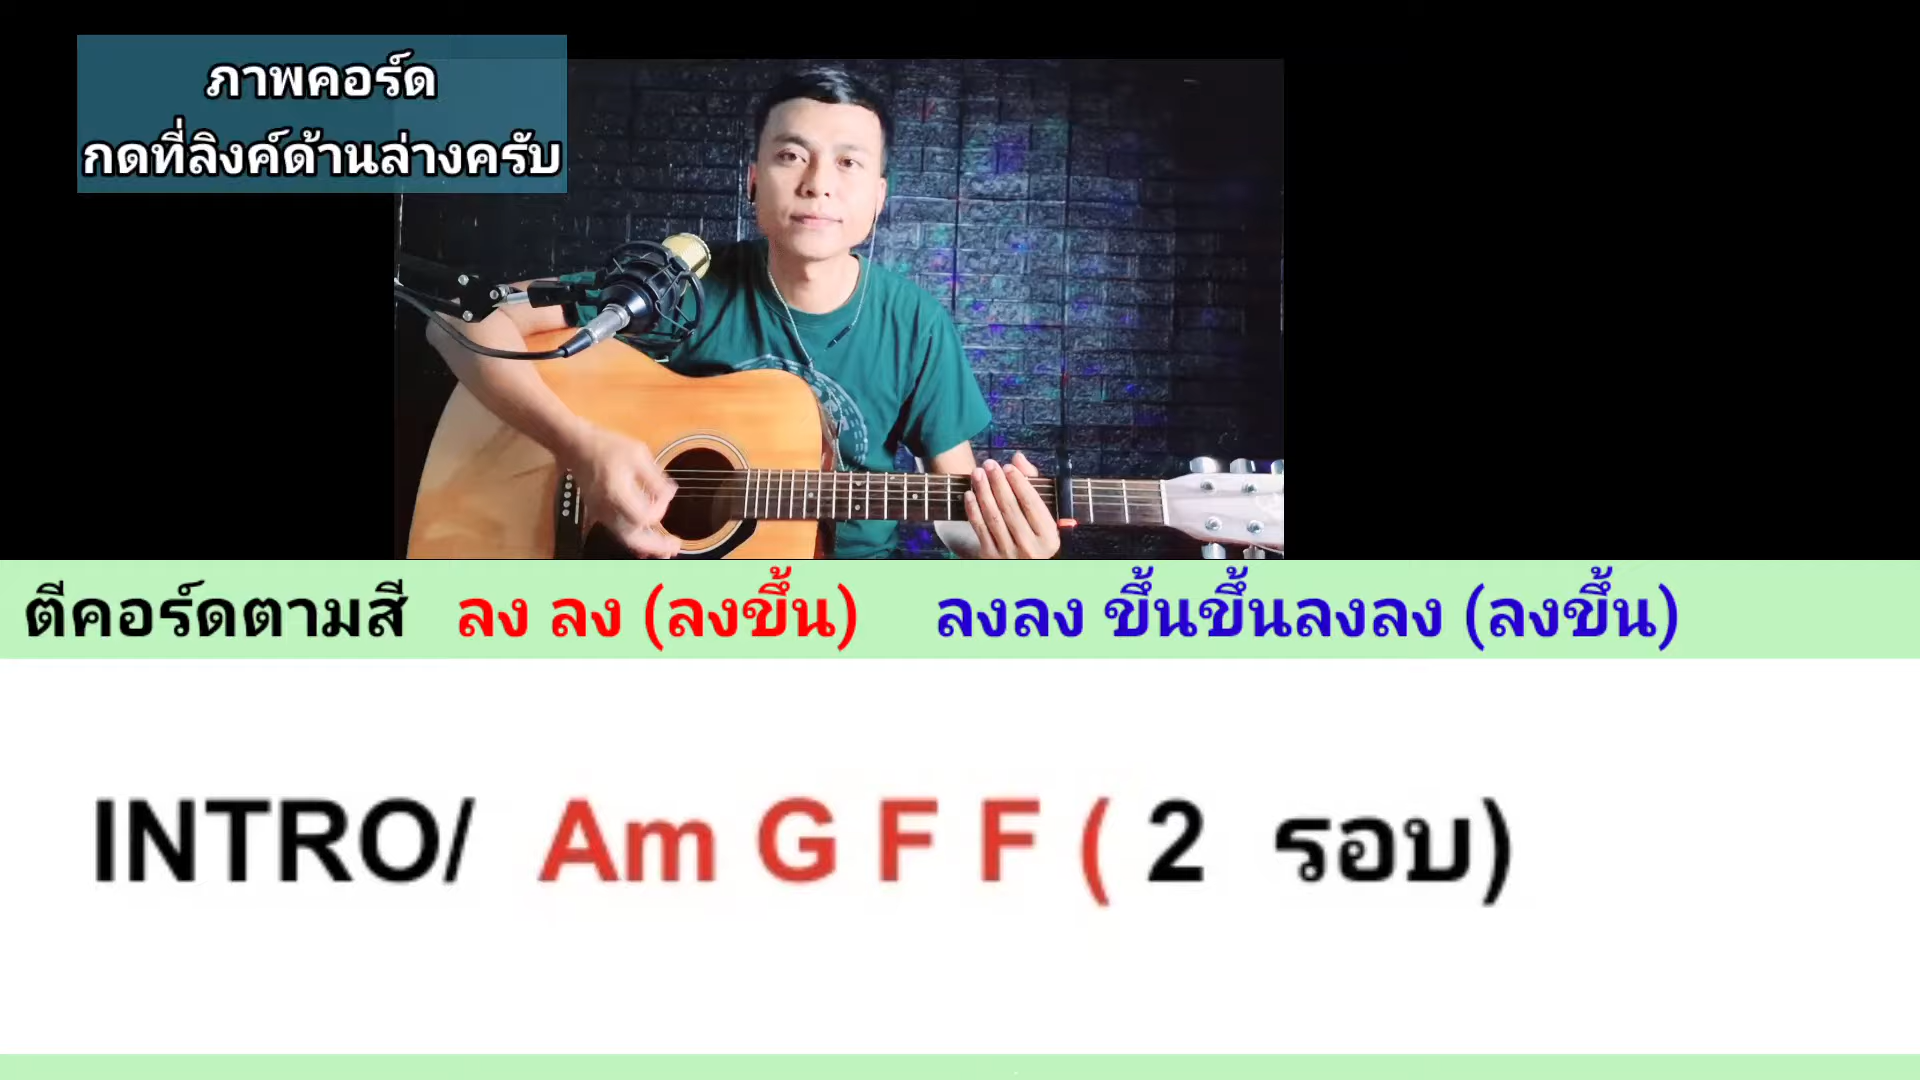 ภาพคอร์ด
กดที่ลิงค์ด้านล่างครับ
ตีคอร์ดตามสี ลง ลง (ลงขึ้น) ลงลง ขึ้นขึ้นลงลง (ลงขึ้น)
INTRO/ Am G F F ( 2 รอบ)